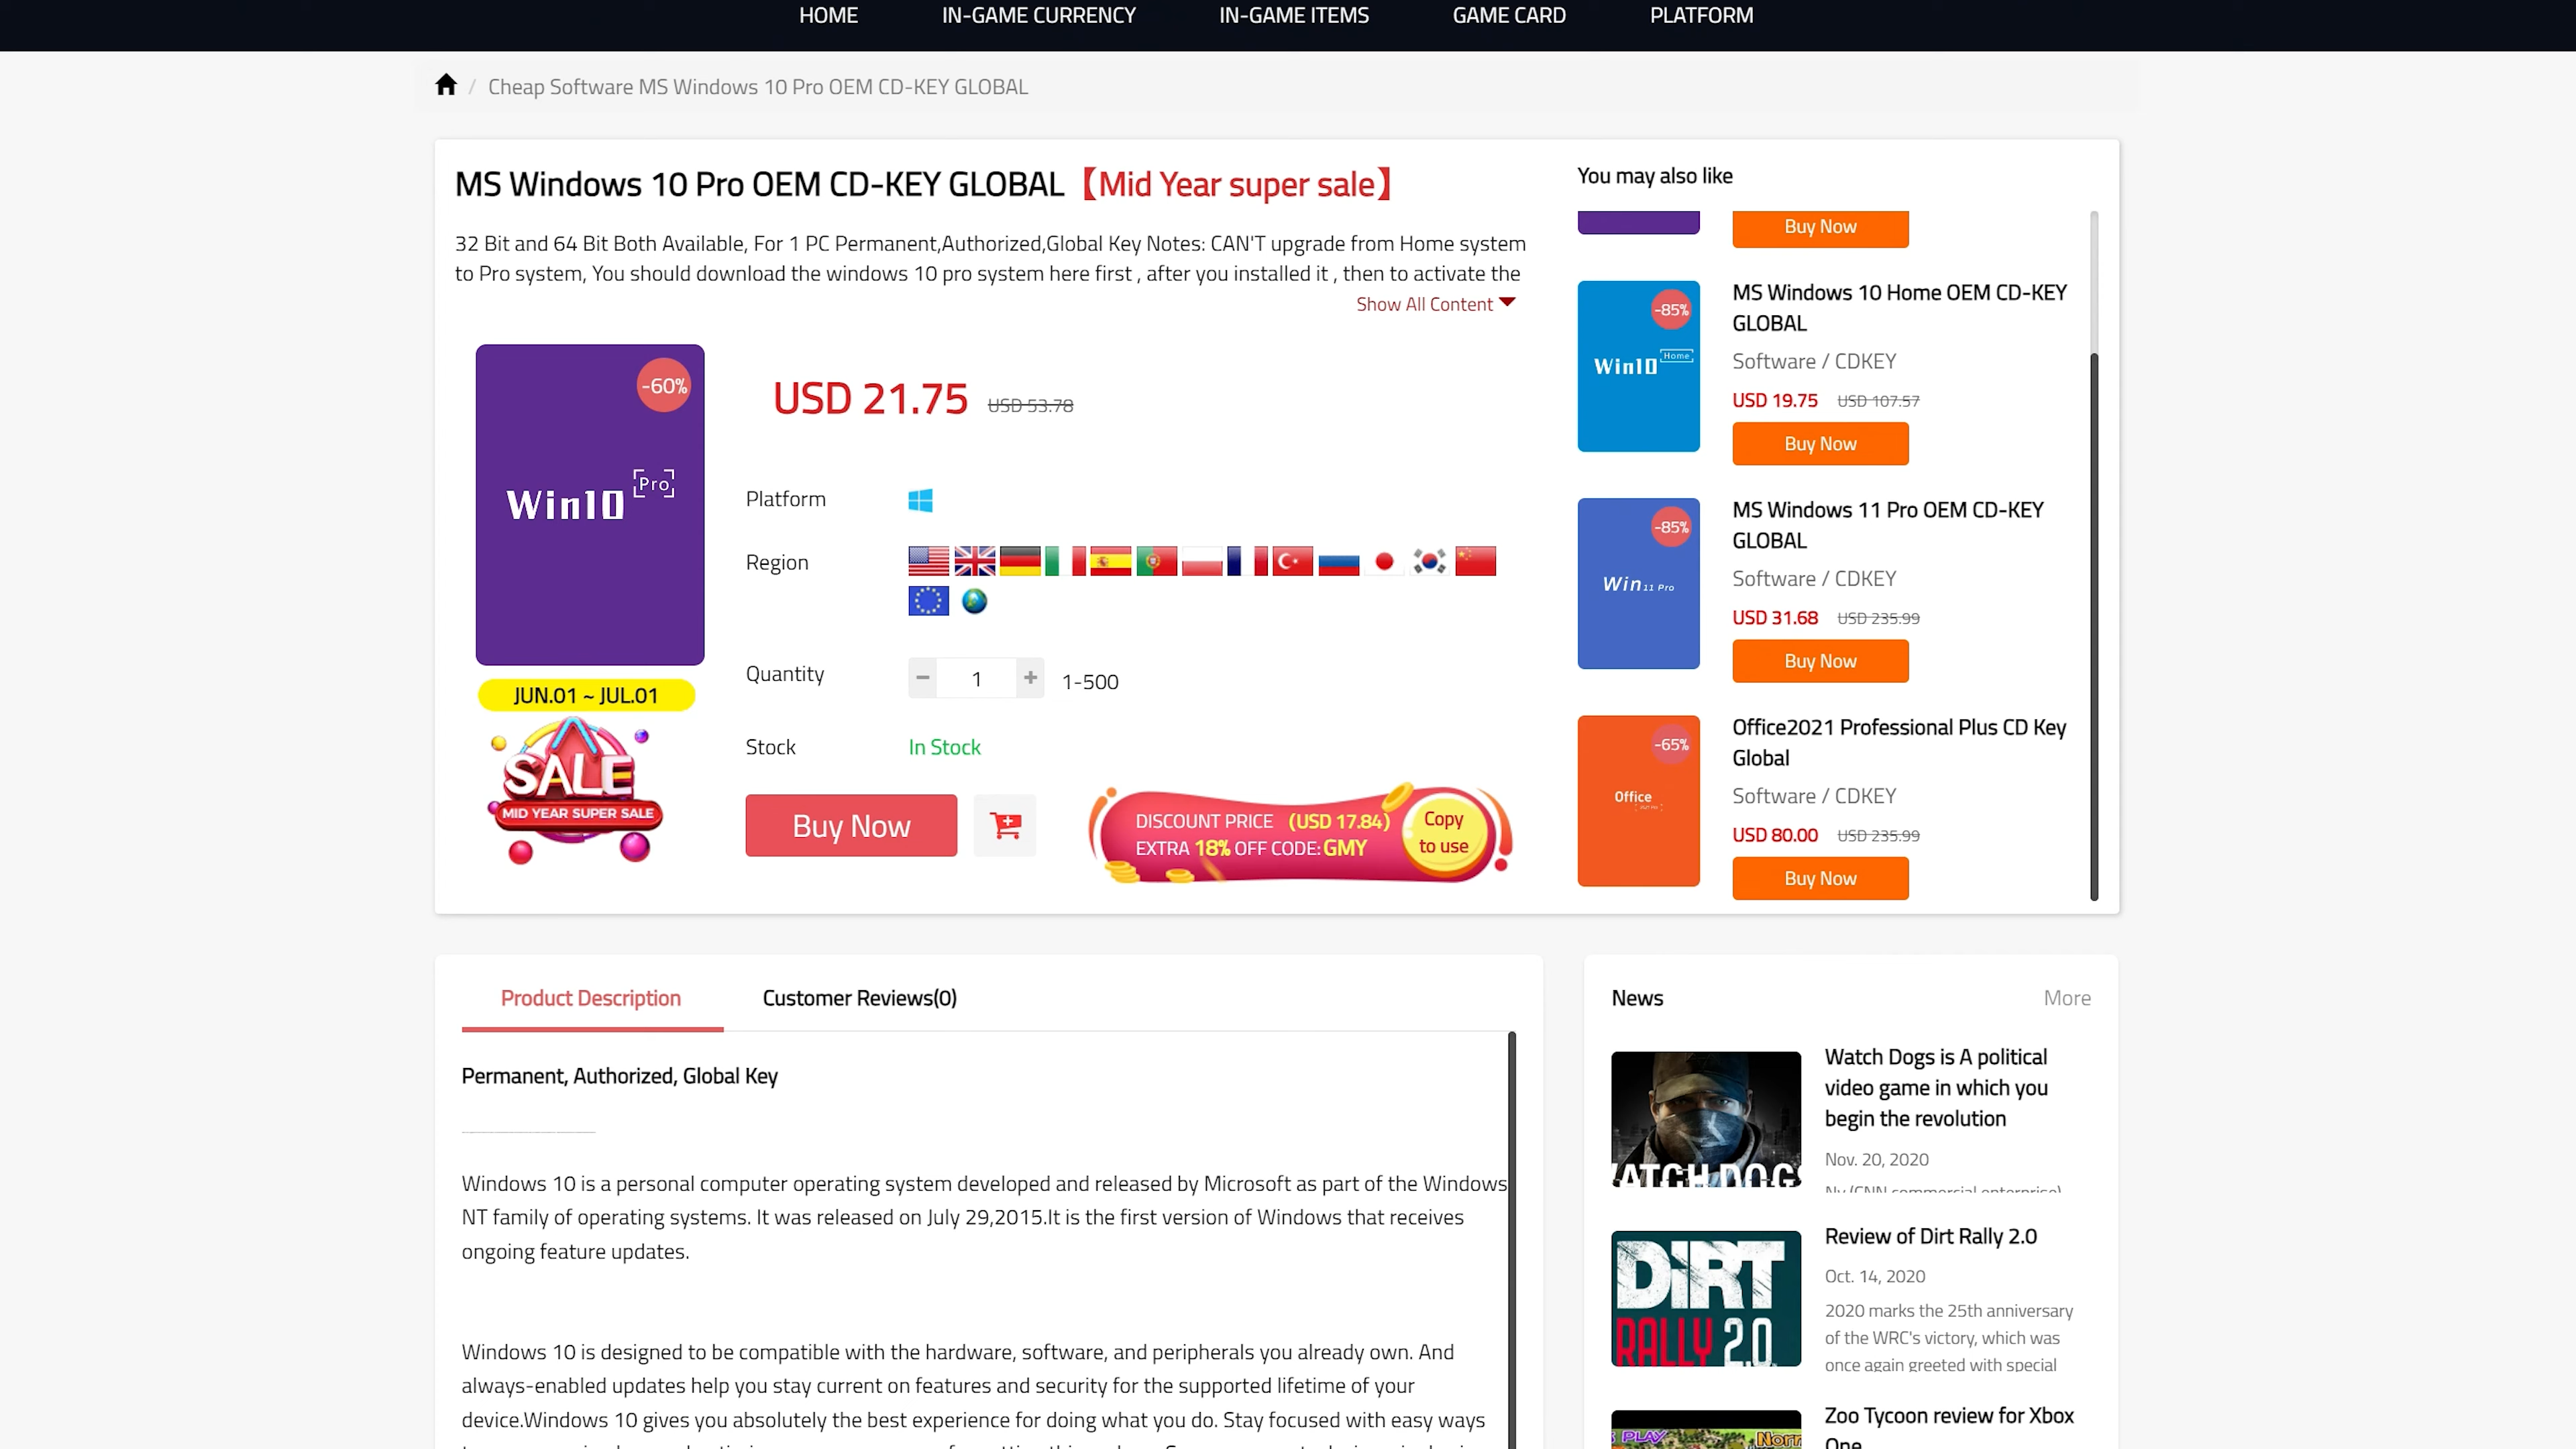 HOME IN-GAME CURRENCY IN-GAME ITEMS GAME CARD PLATFORM
/ Cheap Software MS Windows 10 Pro OEM CD-KEY GLOBAL
MS Windows 10 Pro OEM CD-KEY GLOBAL【Mid Year super sale】
32 Bit and 64 Bit Both Available, For 1 PC Permanent,Authorized,Global Key Notes: CAN'T upgrade from Home system
to Pro system, You should download the windows 10 pro system here first , after you installed it , then to activate the
Show All Content
-60%
Win10 Pro
JUN.01 ~ JUL.01
SALE
MID YEAR SUPER SALE
USD 21.75 USD 53.78
Platform
Region
Quantity − 1 + 1-500
Stock In Stock
Buy Now
DISCOUNT PRICE (USD 17.84)
EXTRA 18% OFF CODE: GMY
Copy
to use
You may also like
Buy Now
-85%
Win10 Home
MS Windows 10 Home OEM CD-KEY
GLOBAL
Software / CDKEY
USD 19.75 USD 107.57
Buy Now
-85%
Win 11 Pro
MS Windows 11 Pro OEM CD-KEY
GLOBAL
Software / CDKEY
USD 31.68 USD 235.99
Buy Now
-65%
Office
Office2021 Professional Plus CD Key
Global
Software / CDKEY
USD 80.00 USD 235.99
Buy Now
Product Description Customer Reviews(0)
Permanent, Authorized, Global Key
Windows 10 is a personal computer operating system developed and released by Microsoft as part of the Windows
NT family of operating systems. It was released on July 29,2015.It is the first version of Windows that receives
ongoing feature updates.
Windows 10 is designed to be compatible with the hardware, software, and peripherals you already own. And
always-enabled updates help you stay current on features and security for the supported lifetime of your
device.Windows 10 gives you absolutely the best experience for doing what you do. Stay focused with easy ways
News More
WATCH DOGS
Watch Dogs is A political
video game in which you
begin the revolution
Nov. 20, 2020
Ny (CNN commercial enterprise)
DiRT
RALLY 2.0
Review of Dirt Rally 2.0
Oct. 14, 2020
2020 marks the 25th anniversary
of the WRC's victory, which was
once again greeted with special
PLAY
Zoo Tycoon review for Xbox
One